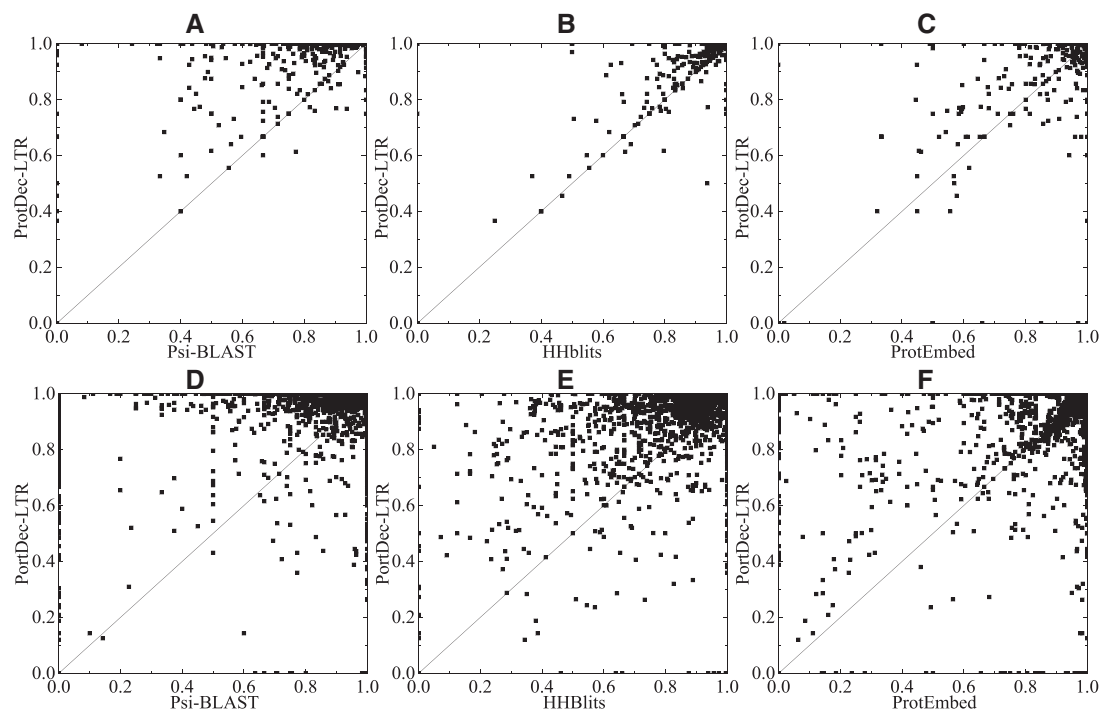 A B C
1.0 1.0 1.0
0.8 0.8 0.8
0.6 0.6 0.6
0.4 0.4 0.4
0.2 0.2 0.2
0.0 0.0 0.0
ProtDec-LTR ProtDec-LTR ProtDec-LTR
0.0 0.2 0.4 0.6 0.8 1.0 0.0 0.2 0.4 0.6 0.8 1.0 0.0 0.2 0.4 0.6 0.8 1.0
Psi-BLAST HHblits ProtEmbed
D E F
1.0 1.0 1.0
0.8 0.8 0.8
0.6 0.6 0.6
0.4 0.4 0.4
0.2 0.2 0.2
0.0 0.0 0.0
PortDec-LTR PortDec-LTR PortDec-LTR
0.0 0.2 0.4 0.6 0.8 1.0 0.0 0.2 0.4 0.6 0.8 1.0 0.0 0.2 0.4 0.6 0.8 1.0
Psi-BLAST HHBlits ProtEmbed